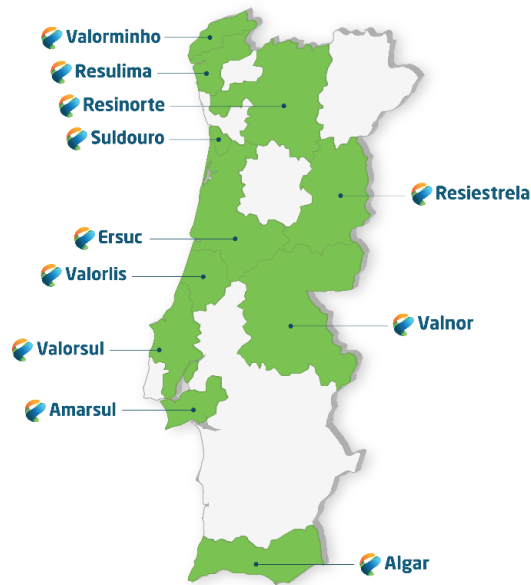 Valorminho
Resulima
Resinorte
Suldouro
Resiestrela
Ersuc
Valorlis
Valnor
Valorsul
Amarsul
Algar